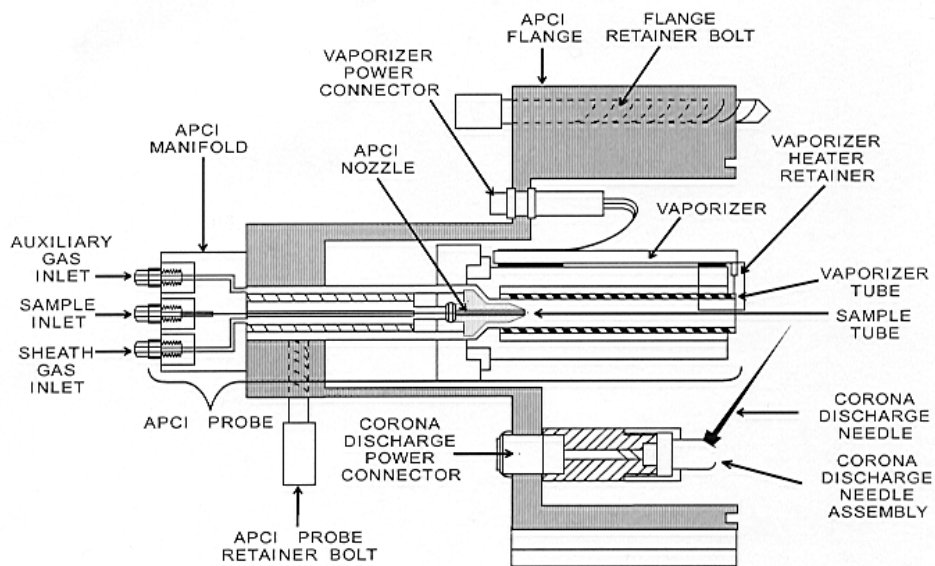 APCI
FLANGE
FLANGE
RETAINER BOLT
VAPORIZER
POWER
CONNECTOR
APCI
MANIFOLD
APCI
NOZZLE
VAPORIZER
HEATER
RETAINER
VAPORIZER
AUXILIARY
GAS
INLET
SAMPLE
INLET
SHEATH
GAS
INLET
VAPORIZER
TUBE
SAMPLE
TUBE
APCI PROBE
CORONA
DISCHARGE
POWER
CONNECTOR
CORONA
DISCHARGE
NEEDLE
CORONA
DISCHARGE
NEEDLE
ASSEMBLY
APCI PROBE
RETAINER BOLT